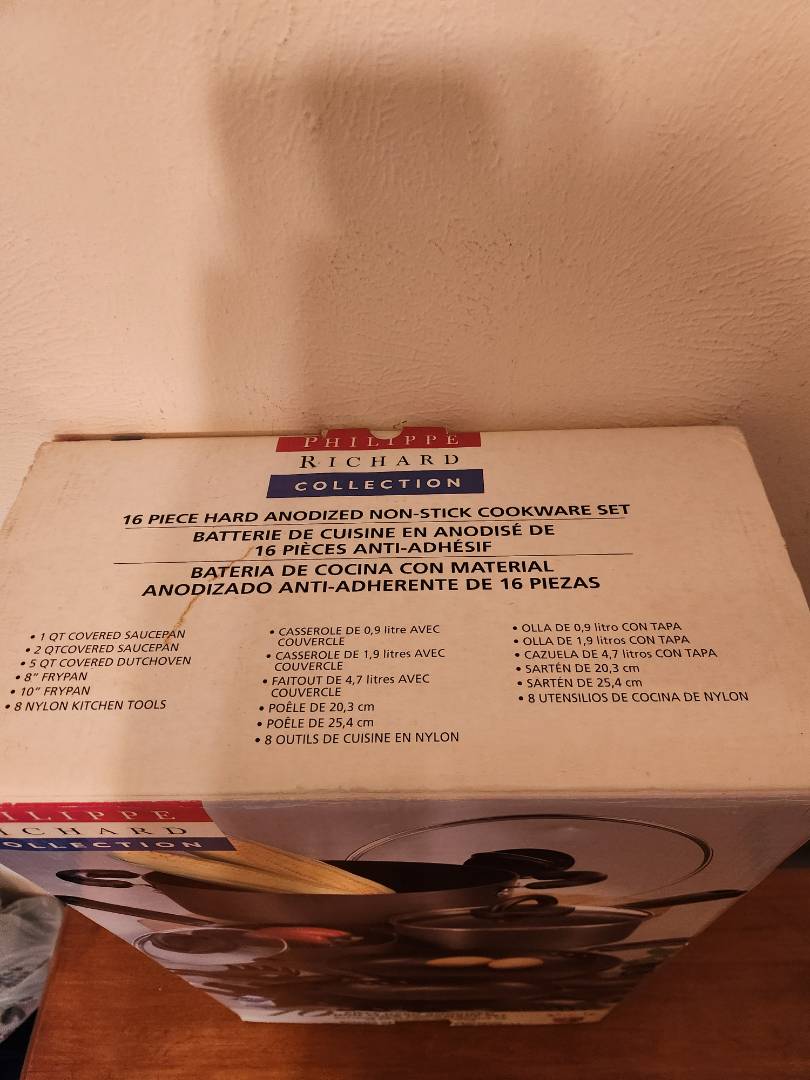 PHILIPPE
RICHARD
COLLECTION
16 PIECE HARD ANODIZED NON-STICK COOKWARE SET
BATTERIE DE CUISINE EN ANODISÉ DE
16 PIÈCES ANTI-ADHÉSIF
BATERIA DE COCINA CON MATERIAL
ANODIZADO ANTI-ADHERENTE DE 16 PIEZAS
• 1 QT COVERED SAUCEPAN
• 2 QTCOVERED SAUCEPAN
• 5 QT COVERED DUTCHOVEN
• 8" FRYPAN
• 10" FRYPAN
• 8 NYLON KITCHEN TOOLS
• CASSEROLE DE 0,9 litre AVEC
COUVERCLE
• CASSEROLE DE 1,9 litres AVEC
COUVERCLE
• FAITOUT DE 4,7 litres AVEC
COUVERCLE
• POÊLE DE 20,3 cm
• POÊLE DE 25,4 cm
• 8 OUTILS DE CUISINE EN NYLON
• OLLA DE 0,9 litro CON TAPA
• OLLA DE 1,9 litros CON TAPA
• CAZUELA DE 4,7 litros CON TAPA
• SARTÉN DE 20,3 cm
• SARTÉN DE 25,4 cm
• 8 UTENSILIOS DE COCINA DE NYLON
ILIPPE
ICHARD
OLLECTION